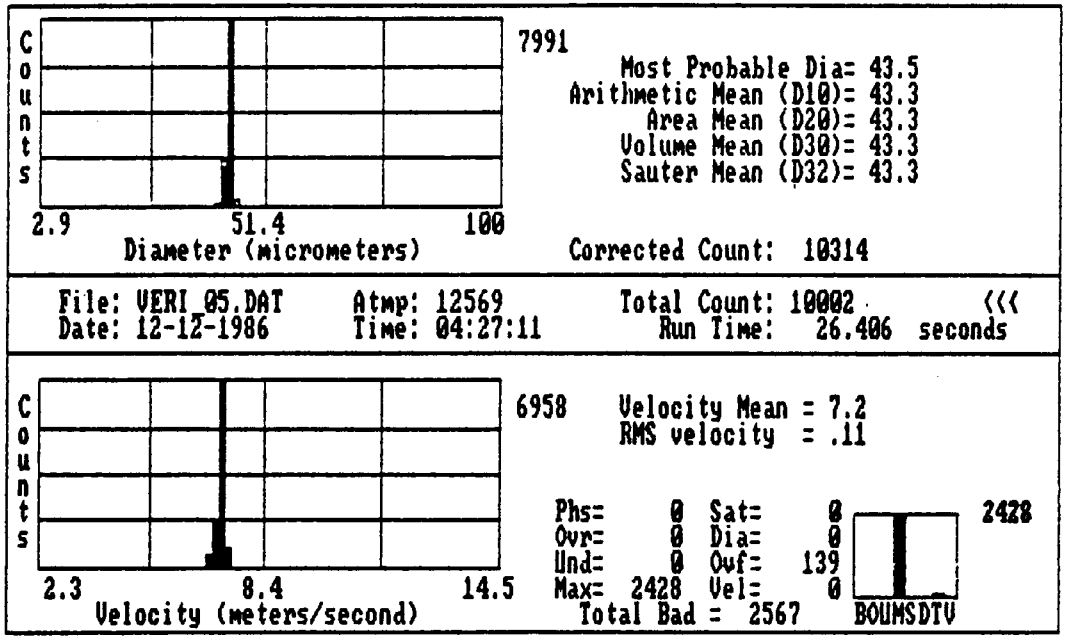 Counts
7991
Most Probable Dia= 43.5
Arithmetic Mean (D10)= 43.3
Area Mean (D20)= 43.3
Volume Mean (D30)= 43.3
Sauter Mean (D32)= 43.3
2.9 51.4 100
Diameter (micrometers)
Corrected Count: 10314
File: VERI_05.DAT Atmp: 12569 Total Count: 10002 <<<
Date: 12-12-1986 Time: 04:27:11 Run Time: 26.406 seconds
Counts
6958
Velocity Mean = 7.2
RMS velocity = .11
Phs= 0 Sat= 0 2428
Ovr= 0 Dia= 0
Und= 0 Ovf= 139
Max= 2428 Vel= 0
2.3 8.4 14.5
Velocity (meters/second)
Total Bad = 2567
BOUMSDTV